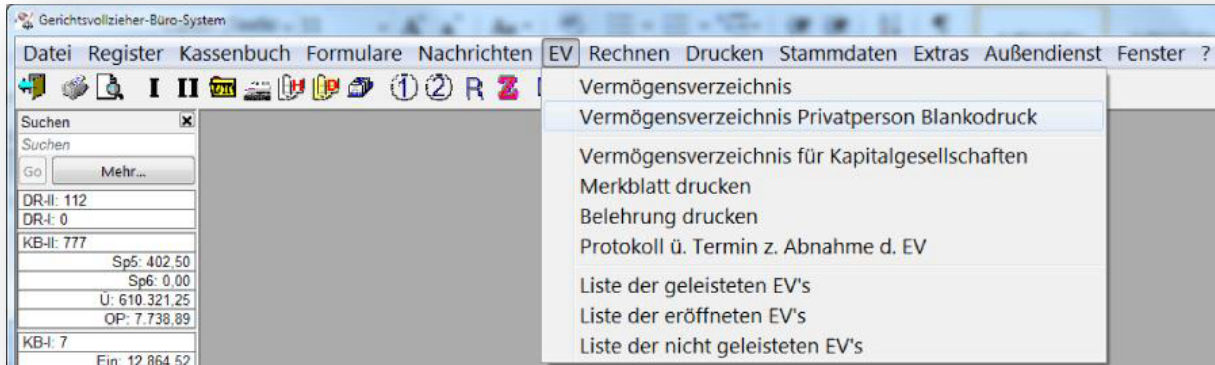 Gerichtsvollzieher-Büro-System
Datei Register Kassenbuch Formulare Nachrichten EV Rechnen Drucken Stammdaten Extras Außendienst Fenster ?
I II R Z
Suchen
Suchen
Go Mehr...
DR-II: 112
DR-I: 0
KB-II: 777
Sp5: 402,50
Sp6: 0,00
Ü: 610.321,25
OP: 7.738,89
KB-I: 7
Ein: 12.864,52
Vermögensverzeichnis
Vermögensverzeichnis Privatperson Blankodruck
Vermögensverzeichnis für Kapitalgesellschaften
Merkblatt drucken
Belehrung drucken
Protokoll ü. Termin z. Abnahme d. EV
Liste der geleisteten EV's
Liste der eröffneten EV's
Liste der nicht geleisteten EV's